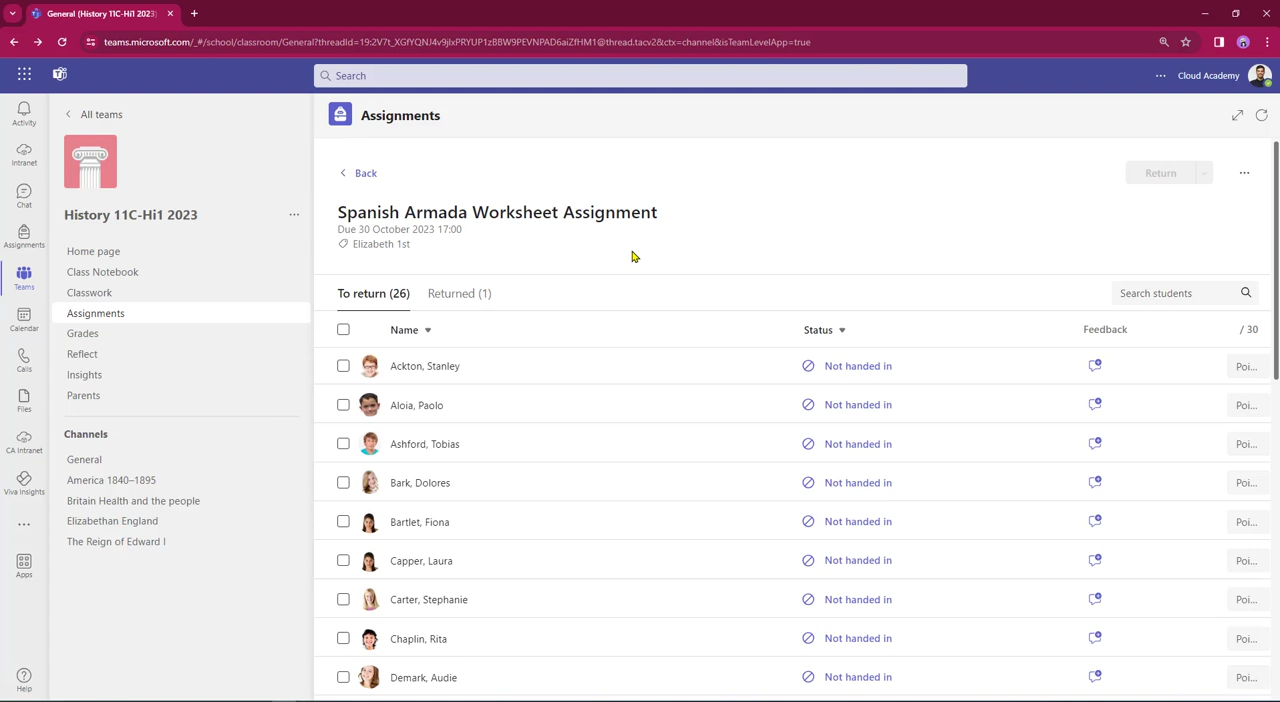 General (History 11C-Hi1 2023)
teams.microsoft.com/_#/school/classroom/General?threadId=19:2V7t_XGfYQNJ4v9jlxPRYUP1zBBW9PEVNPAD6aiZfHM1@thread.tacv2&ctx=channel&isTeamLevelApp=true
Search
Cloud Academy
Activity
Intranet
Chat
Assignments
Teams
Calendar
Calls
Files
CA Intranet
Viva Insights
Apps
Help
All teams
History 11C-Hi1 2023
Home page
Class Notebook
Classwork
Assignments
Grades
Reflect
Insights
Parents
Channels
General
America 1840–1895
Britain Health and the people
Elizabethan England
The Reign of Edward I
Assignments
Back
Return
Spanish Armada Worksheet Assignment
Due 30 October 2023 17:00
Elizabeth 1st
To return (26) Returned (1) Search students
Name Status Feedback / 30
Ackton, Stanley Not handed in Poi...
Aloia, Paolo Not handed in Poi...
Ashford, Tobias Not handed in Poi...
Bark, Dolores Not handed in Poi...
Bartlet, Fiona Not handed in Poi...
Capper, Laura Not handed in Poi...
Carter, Stephanie Not handed in Poi...
Chaplin, Rita Not handed in Poi...
Demark, Audie Not handed in Poi...